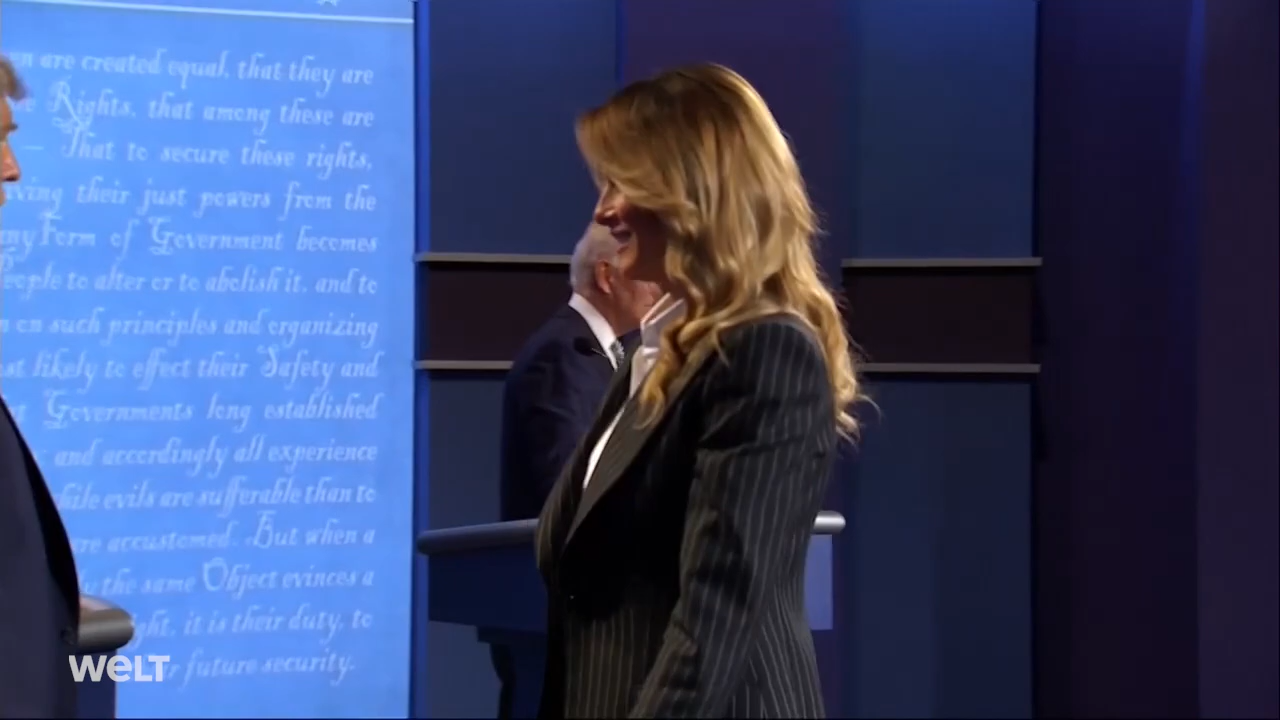 are created equal, that they are
Rights, that among these are
— That to secure these rights,
their just powers from the
Form of Government becomes
to alter or to abolish it, and to
on such principles and organizing
likely to effect their Safety and
Governments long established
and accordingly all experience
evils are sufferable than to
accustomed. But when a
the same Object evinces a
it is their duty, to
future security.
welt